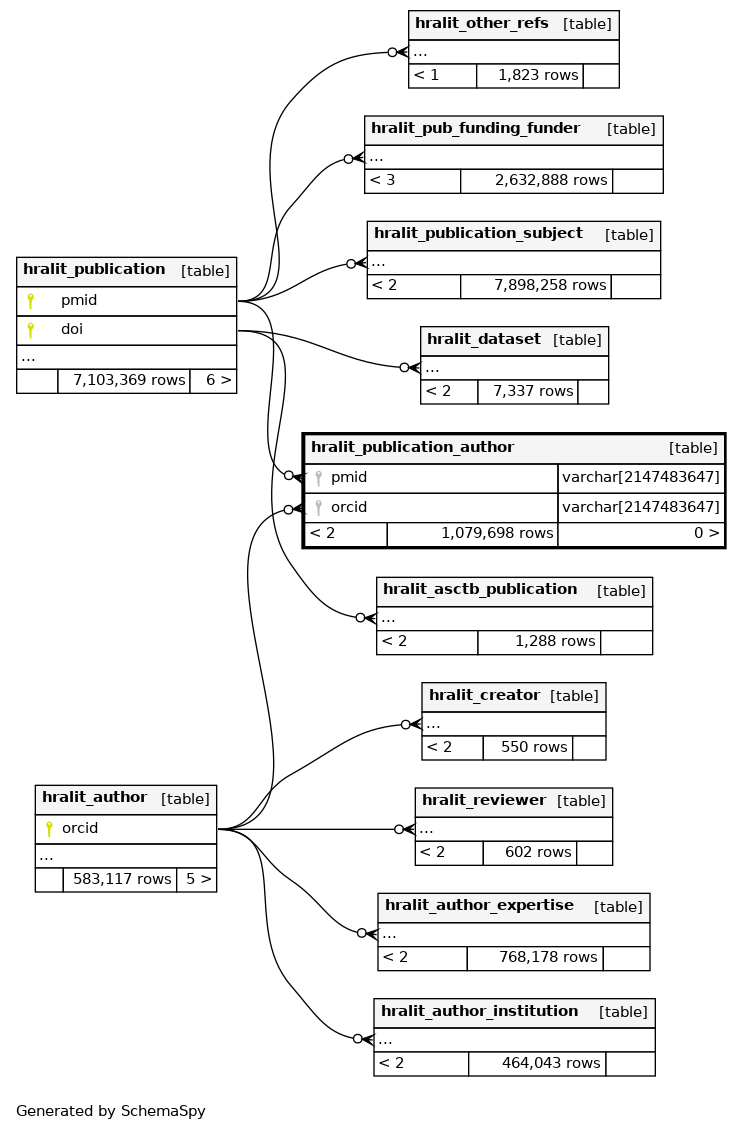 hralit_other_refs [table]
...
< 1 1,823 rows
hralit_pub_funding_funder [table]
...
< 3 2,632,888 rows
hralit_publication_subject [table]
...
< 2 7,898,258 rows
hralit_publication [table]
pmid
doi
...
7,103,369 rows 6 >
hralit_dataset [table]
...
< 2 7,337 rows
hralit_publication_author [table]
pmid varchar[2147483647]
orcid varchar[2147483647]
< 2 1,079,698 rows 0 >
hralit_asctb_publication [table]
...
< 2 1,288 rows
hralit_creator [table]
...
< 2 550 rows
hralit_author [table]
orcid
...
583,117 rows 5 >
hralit_reviewer [table]
...
< 2 602 rows
hralit_author_expertise [table]
...
< 2 768,178 rows
hralit_author_institution [table]
...
< 2 464,043 rows
Generated by SchemaSpy